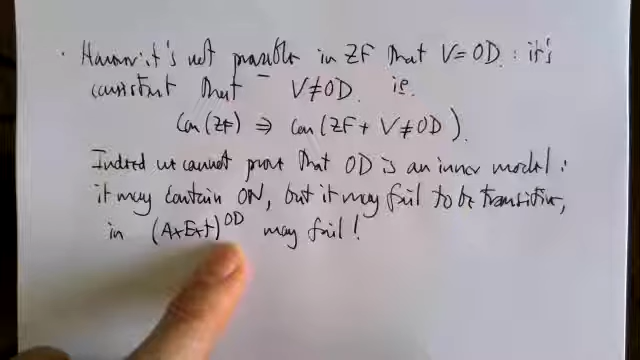 · However: it's not provable in ZF that V=OD: it's
consistent that V≠OD. ie.
Con(ZF) ⇒ Con(ZF + V≠OD).
Indeed we cannot prove that OD is an inner model:
it may contain ON, but it may fail to be transitive,
ie (AxExt)^OD may fail!